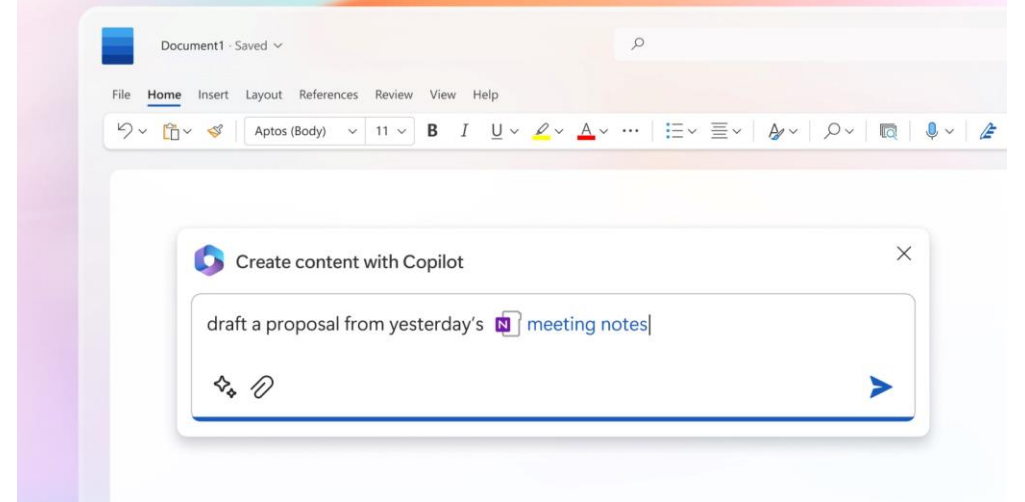 Document1 · Saved
File Home Insert Layout References Review View Help
Aptos (Body) 11 B I U A A
Create content with Copilot
draft a proposal from yesterday's N meeting notes